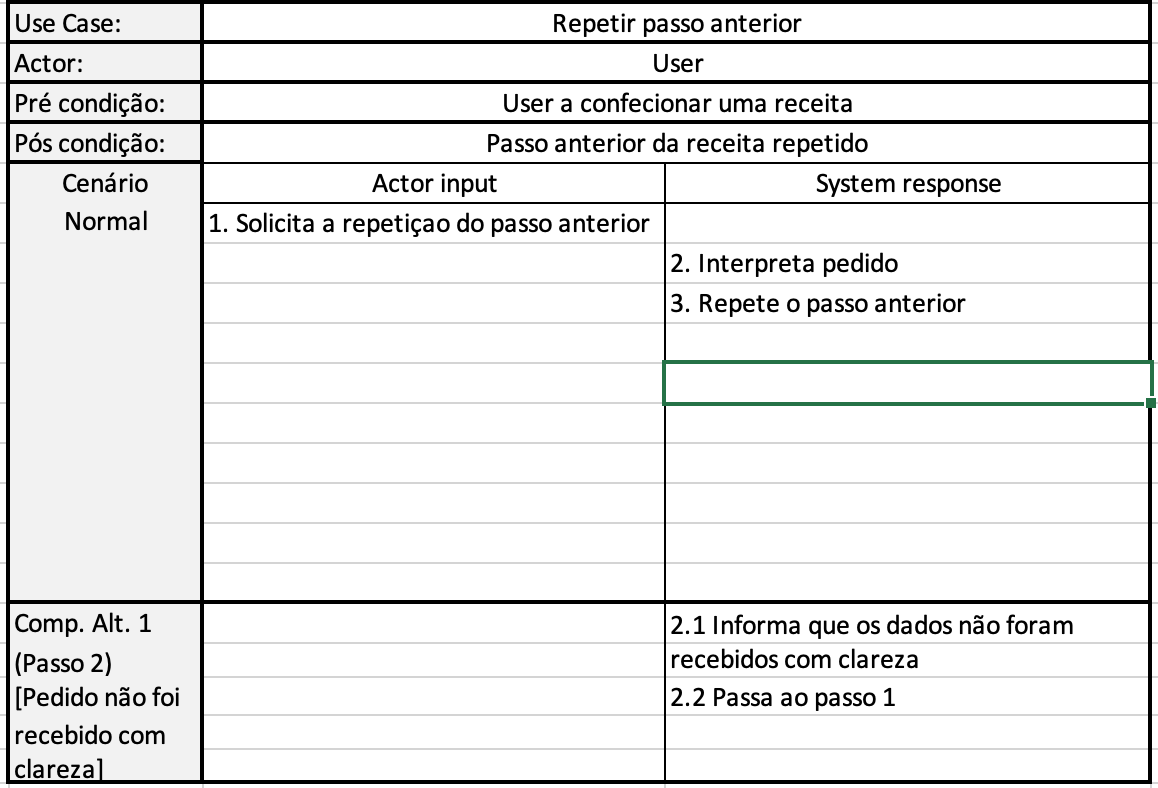 Use Case: Repetir passo anterior
Actor: User
Pré condição: User a confecionar uma receita
Pós condição: Passo anterior da receita repetido
Cenário Normal
Actor input System response
1. Solicita a repetiçao do passo anterior
2. Interpreta pedido
3. Repete o passo anterior
Comp. Alt. 1
(Passo 2)
[Pedido não foi
recebido com
clareza]
2.1 Informa que os dados não foram
recebidos com clareza
2.2 Passa ao passo 1